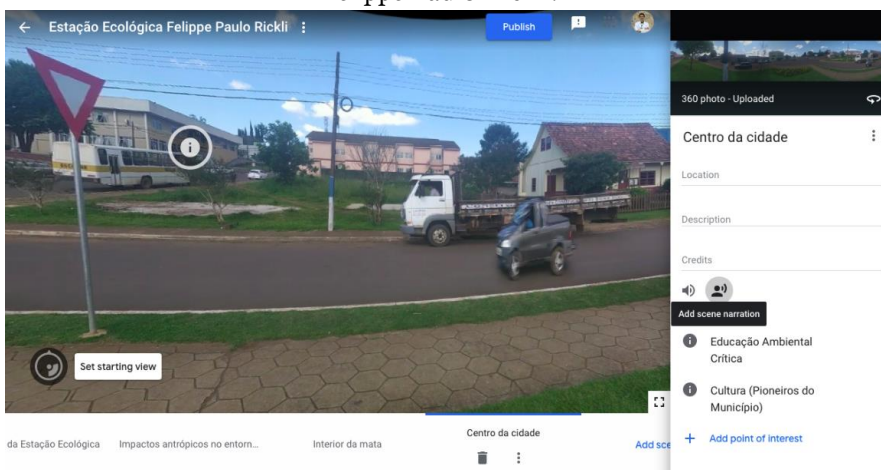 Estação Ecológica Felippe Paulo Rickli
Publish
360 photo - Uploaded
Centro da cidade
Location
Description
Credits
Add scene narration
Educação Ambiental
Crítica
Cultura (Pioneiros do
Município)
Add point of interest
Set starting view
da Estação Ecológica
Impactos antrópicos no entorn...
Interior da mata
Centro da cidade
Add sce